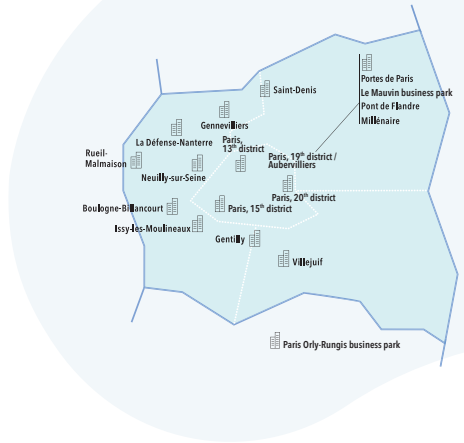 Portes de Paris
Le Mauvin business park
Pont de Flandre
Millénaire
Saint-Denis
Gennevilliers
La Défense-Nanterre
Paris,
13th district
Rueil-
Malmaison
Neuilly-sur-Seine
Paris, 19th district /
Aubervilliers
Paris, 20th district
Boulogne-Billancourt
Paris, 15th district
Issy-les-Moulineaux
Gentilly
Villejuif
Paris Orly-Rungis business park